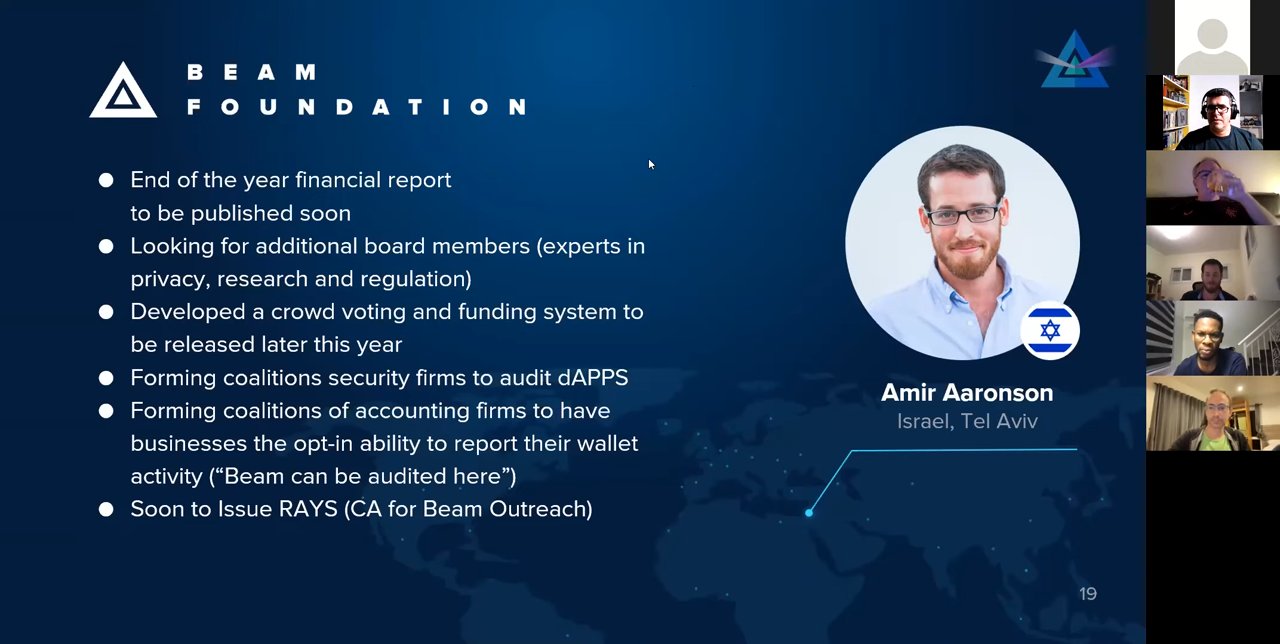 BEAM
FOUNDATION
● End of the year financial report
to be published soon
● Looking for additional board members (experts in
privacy, research and regulation)
● Developed a crowd voting and funding system to
be released later this year
● Forming coalitions security firms to audit dAPPS
● Forming coalitions of accounting firms to have
businesses the opt-in ability to report their wallet
activity (“Beam can be audited here”)
● Soon to Issue RAYS (CA for Beam Outreach)
Amir Aaronson
Israel, Tel Aviv
19